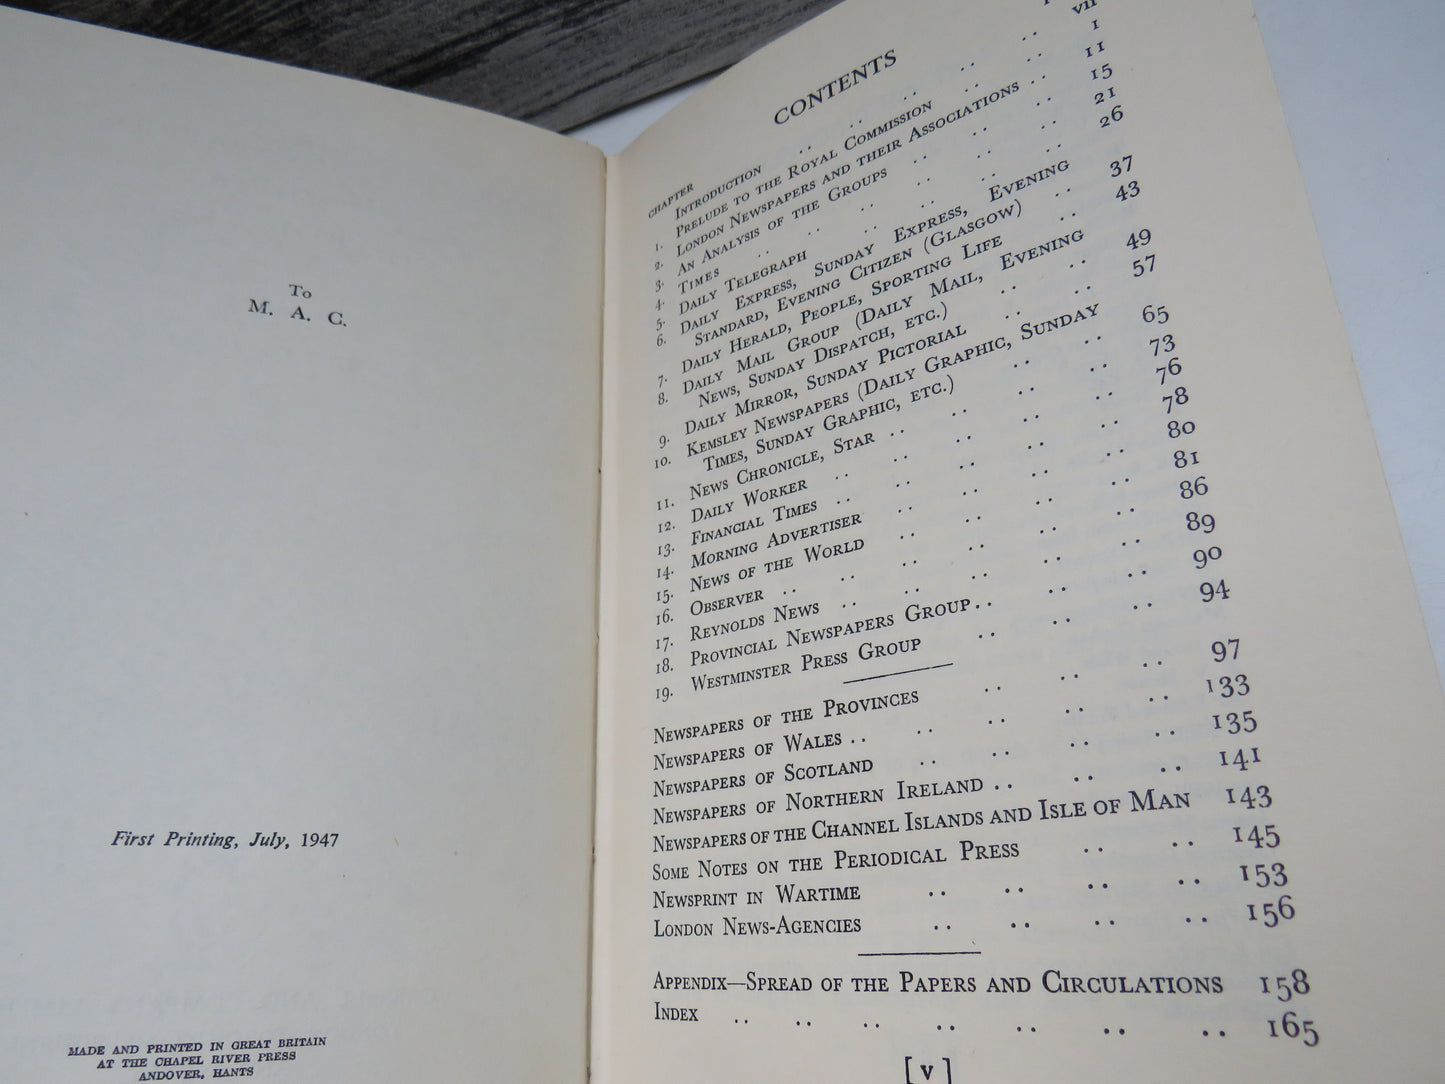 To
M. A. C.
First Printing, July, 1947
MADE AND PRINTED IN GREAT BRITAIN
AT THE CHAPEL RIVER PRESS
ANDOVER, HANTS
CONTENTS
CHAPTER
Introduction .. .. .. .. vii
1. Prelude to the Royal Commission .. .. 1
2. London Newspapers and their Associations .. 11
3. An Analysis of the Groups .. .. .. 15
4. Times .. .. .. .. .. 21
5. Daily Telegraph .. .. .. .. 26
6. Daily Express, Sunday Express, Evening
Standard, Evening Citizen (Glasgow) .. 37
7. Daily Herald, People, Sporting Life .. 43
8. Daily Mail Group (Daily Mail, Evening
News, Sunday Dispatch, etc.) .. .. 49
9. Daily Mirror, Sunday Pictorial .. .. 57
10. Kemsley Newspapers (Daily Graphic, Sunday
Times, Sunday Graphic, etc.) .. .. 65
11. News Chronicle, Star .. .. .. .. 73
12. Daily Worker .. .. .. .. 76
13. Financial Times .. .. .. .. 78
14. Morning Advertiser .. .. .. .. 80
15. News of the World .. .. .. .. 81
16. Observer .. .. .. .. .. 86
17. Reynolds News .. .. .. .. .. 89
18. Provincial Newspapers Group .. .. .. 90
19. Westminster Press Group .. .. .. 94
Newspapers of the Provinces .. .. .. 97
Newspapers of Wales .. .. .. .. .. 133
Newspapers of Scotland .. .. .. .. 135
Newspapers of Northern Ireland .. .. .. 141
Newspapers of the Channel Islands and Isle of Man 143
Some Notes on the Periodical Press .. .. 145
Newsprint in Wartime .. .. .. .. 153
London News-Agencies .. .. .. .. 156
Appendix—Spread of the Papers and Circulations 158
Index .. .. .. .. .. .. .. 165
[v]